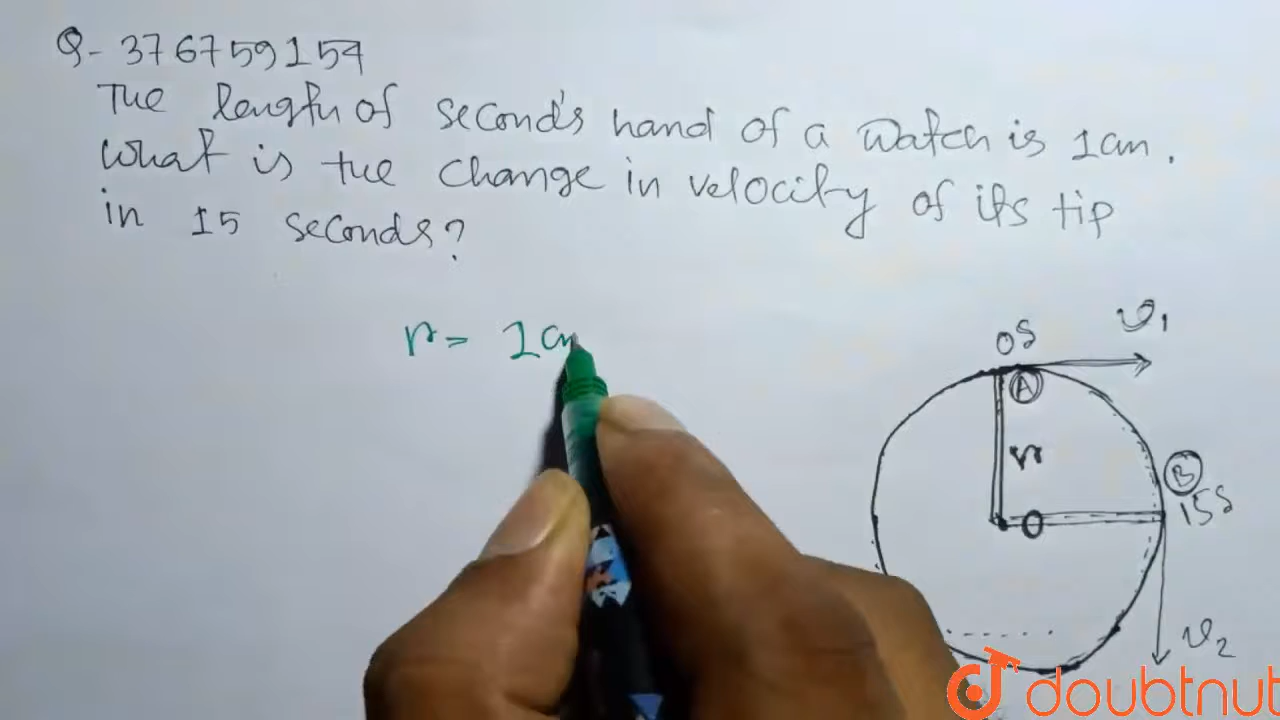 Q- 376759154
The length of second's hand of a watch is 1cm.
What is the change in velocity of its tip
in 15 seconds?
r = 1cm
0s
v₁
A
r
B
15s
O
v₂
doubtnut